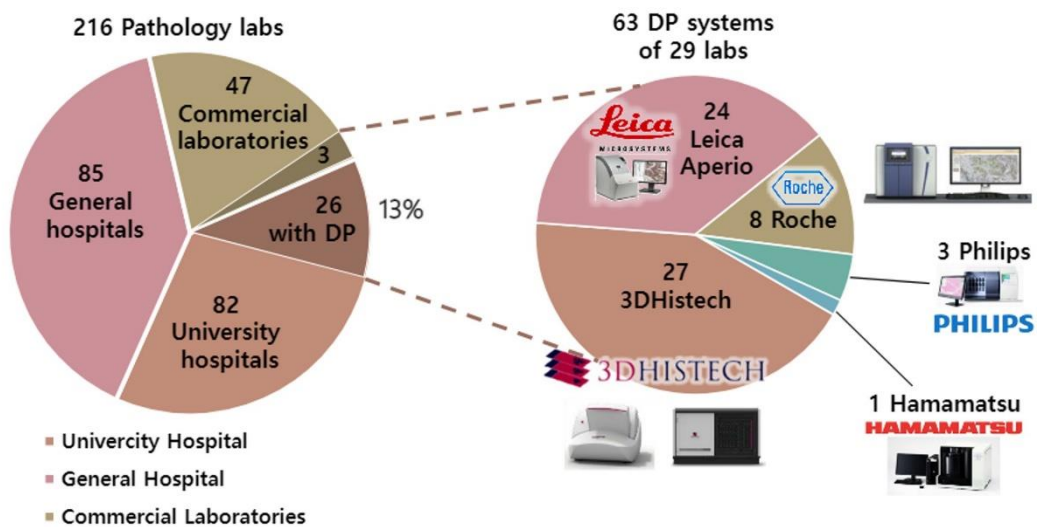 216 Pathology labs
47
Commercial
laboratories
3
85
General
hospitals
26
with DP
13%
82
University
hospitals
Univercity Hospital
General Hospital
Commercial Laboratories
63 DP systems
of 29 labs
Leica
MICROSYSTEMS
24
Leica
Aperio
Roche
8 Roche
27
3DHistech
3DHISTECH
3 Philips
PHILIPS
1 Hamamatsu
HAMAMATSU